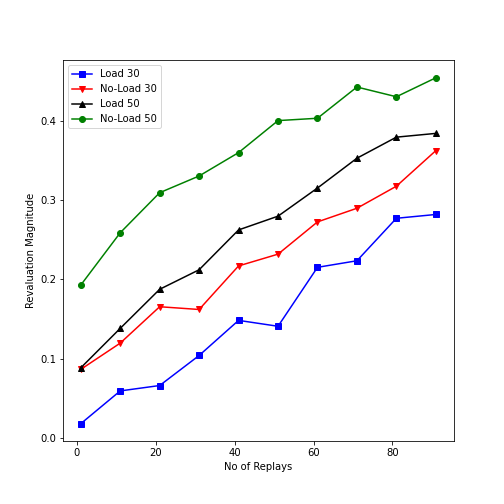 Load 30
No-Load 30
Load 50
No-Load 50
Revaluation Magnitude
0.4
0.3
0.2
0.1
0.0
0 20 40 60 80
No of Replays